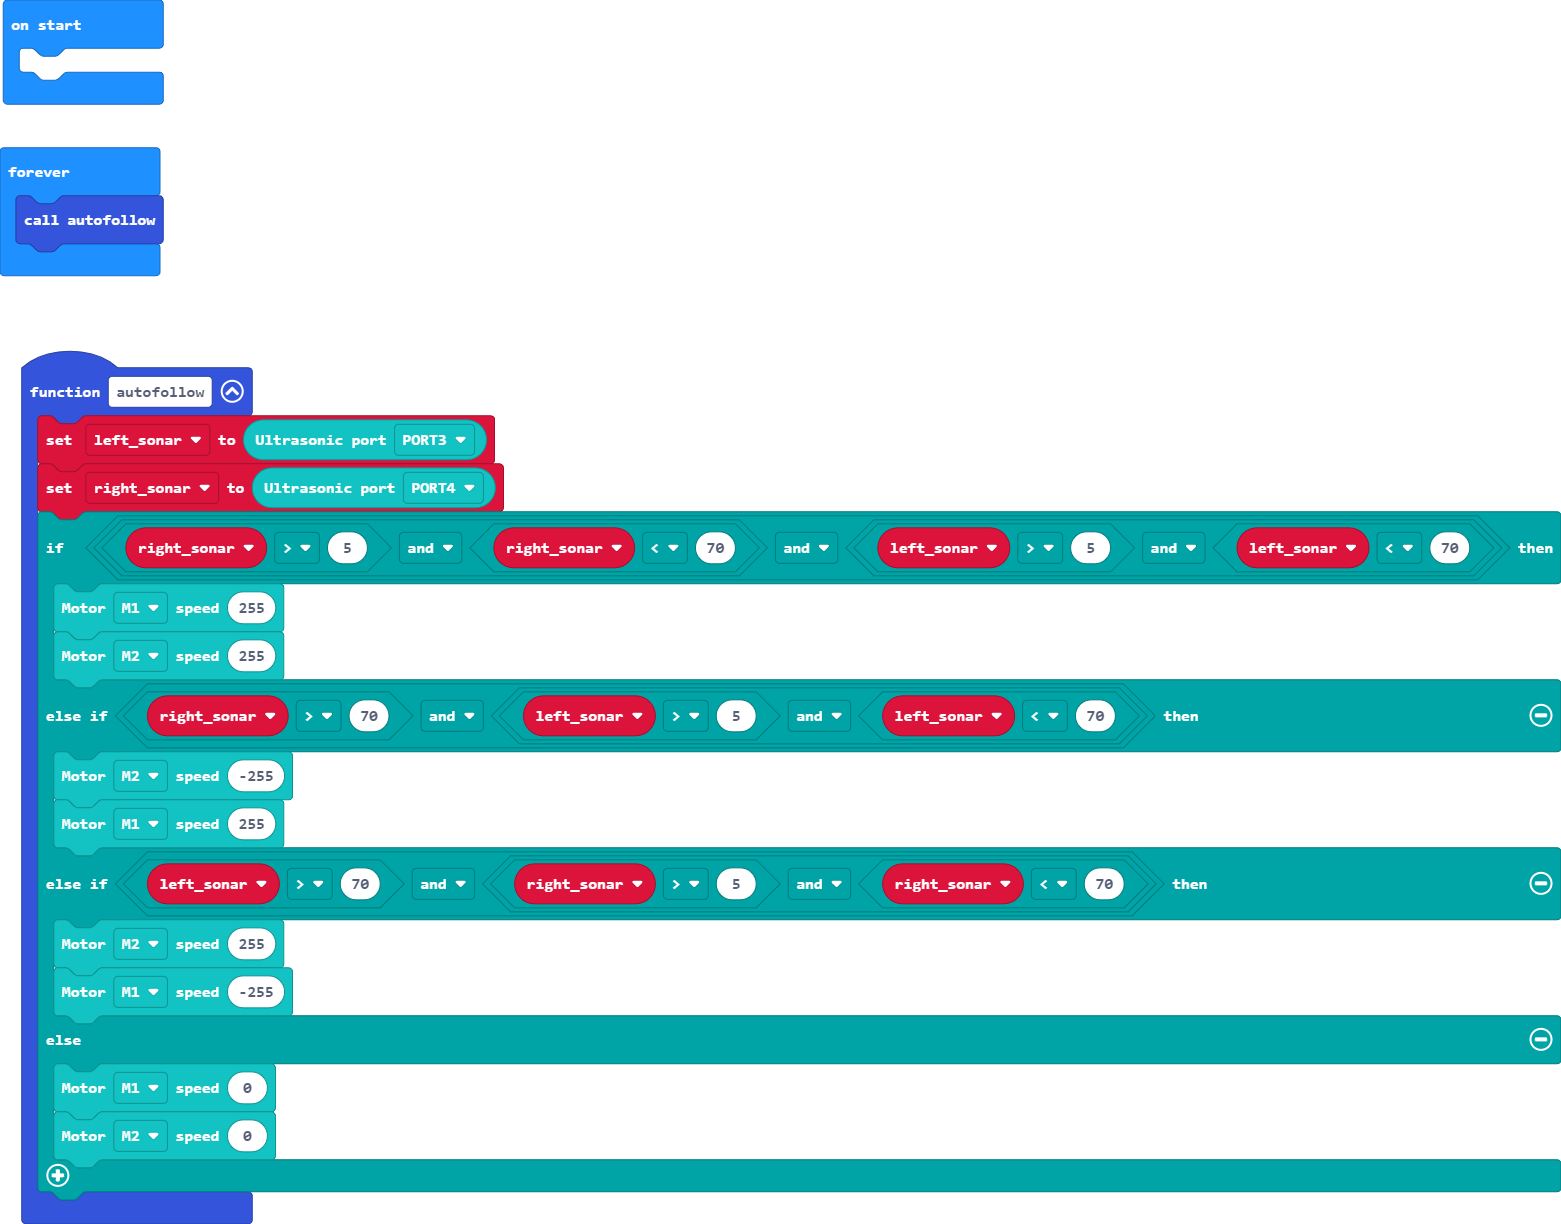 on start
forever
call autofollow
function autofollow
set left_sonar to Ultrasonic port PORT3
set right_sonar to Ultrasonic port PORT4
if right_sonar > 5 and right_sonar < 70 and left_sonar > 5 and left_sonar < 70 then
Motor M1 speed 255
Motor M2 speed 255
else if right_sonar > 70 and left_sonar > 5 and left_sonar < 70 then
Motor M2 speed -255
Motor M1 speed 255
else if left_sonar > 70 and right_sonar > 5 and right_sonar < 70 then
Motor M2 speed 255
Motor M1 speed -255
else
Motor M1 speed 0
Motor M2 speed 0